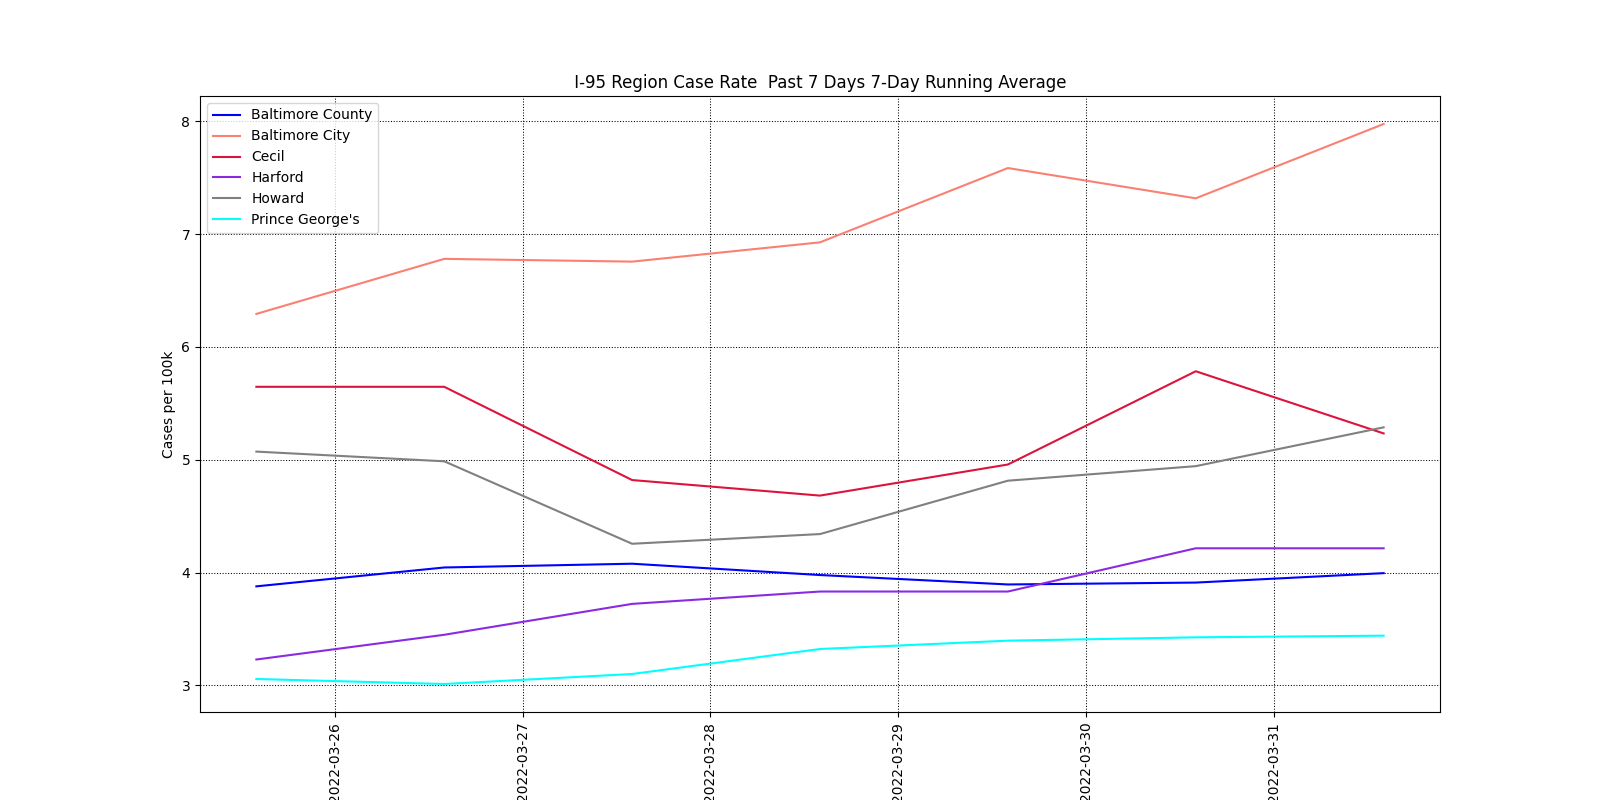 I-95 Region Case Rate  Past 7 Days 7-Day Running Average
Baltimore County
Baltimore City
Cecil
Harford
Howard
Prince George's
Cases per 100k
8
7
6
5
4
3
2022-03-26
2022-03-27
2022-03-28
2022-03-29
2022-03-30
2022-03-31